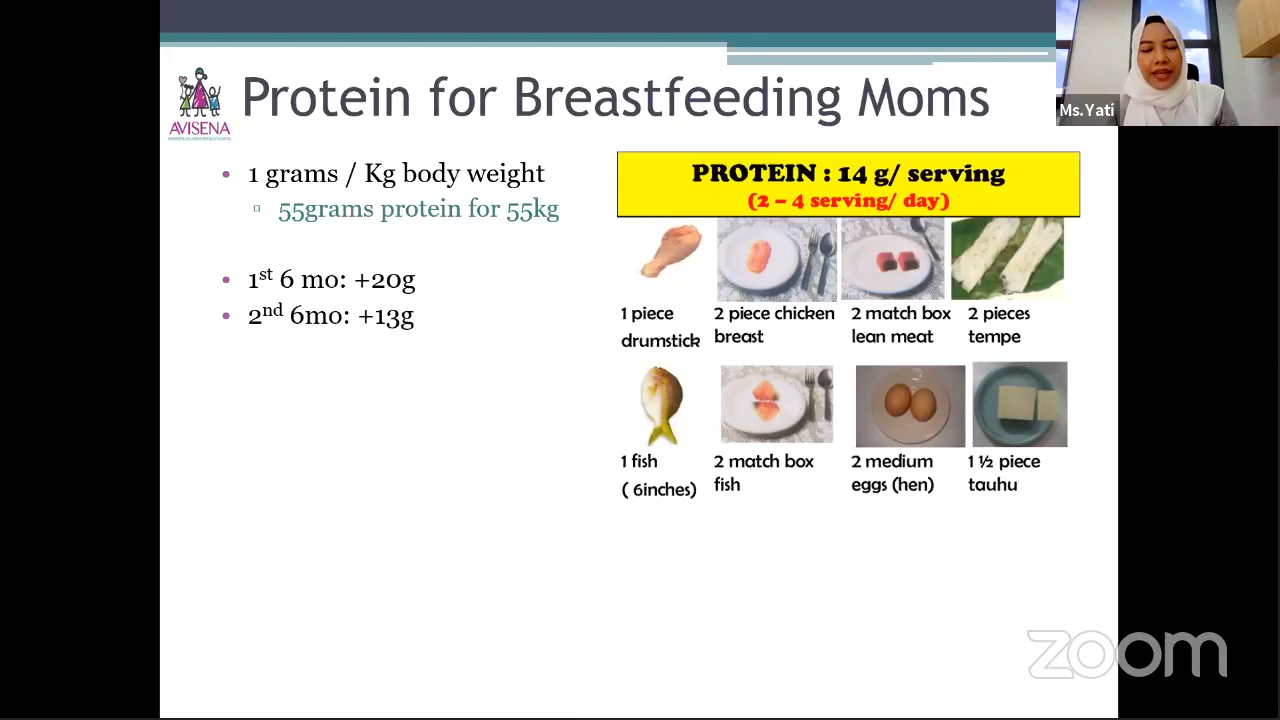 Protein for Breastfeeding Moms
AVISENA
Ms.Yati
• 1 grams / Kg body weight
▫ 55grams protein for 55kg
• 1st 6 mo: +20g
• 2nd 6mo: +13g
PROTEIN : 14 g/ serving
(2 – 4 serving/ day)
1 piece
drumstick
2 piece chicken
breast
2 match box
lean meat
2 pieces
tempe
1 fish
( 6inches)
2 match box
fish
2 medium
eggs (hen)
1 ½ piece
tauhu
zoom